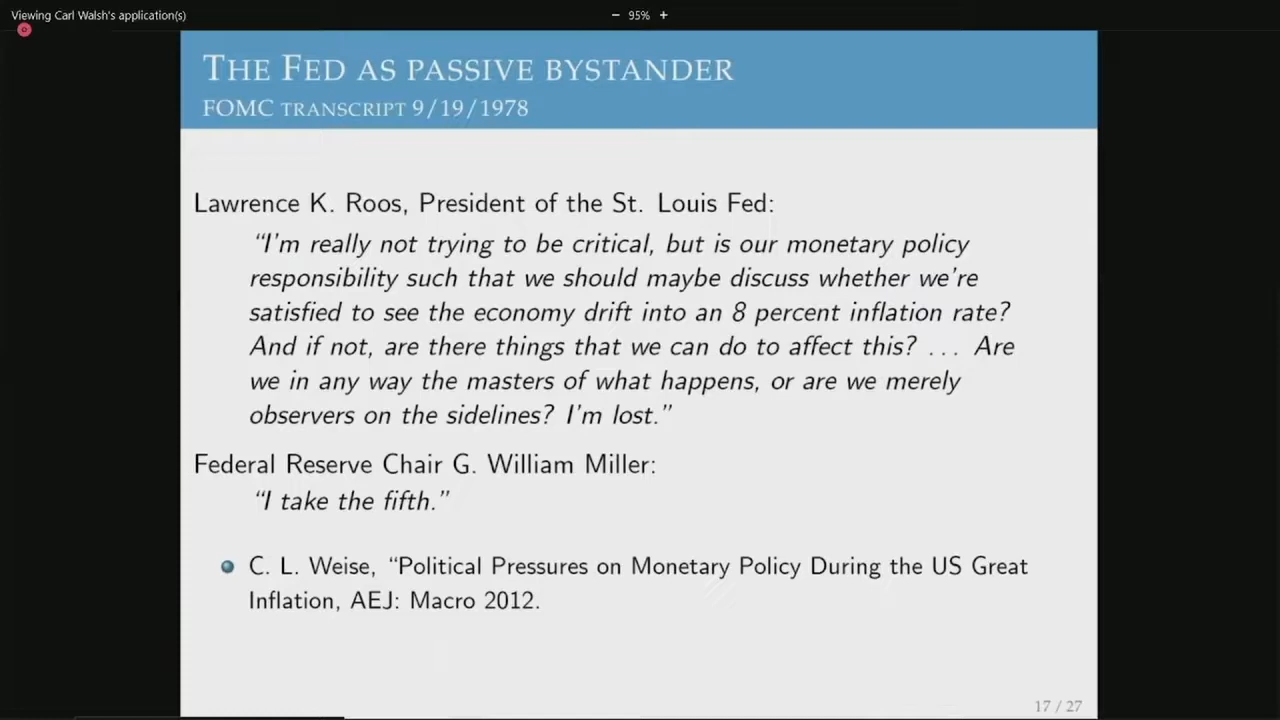 Viewing Carl Walsh's application(s)
− 95% +
THE FED AS PASSIVE BYSTANDER
FOMC TRANSCRIPT 9/19/1978
Lawrence K. Roos, President of the St. Louis Fed:
“I'm really not trying to be critical, but is our monetary policy
responsibility such that we should maybe discuss whether we're
satisfied to see the economy drift into an 8 percent inflation rate?
And if not, are there things that we can do to affect this? ... Are
we in any way the masters of what happens, or are we merely
observers on the sidelines? I'm lost.”
Federal Reserve Chair G. William Miller:
“I take the fifth.”
C. L. Weise, “Political Pressures on Monetary Policy During the US Great
Inflation, AEJ: Macro 2012.
17 / 27